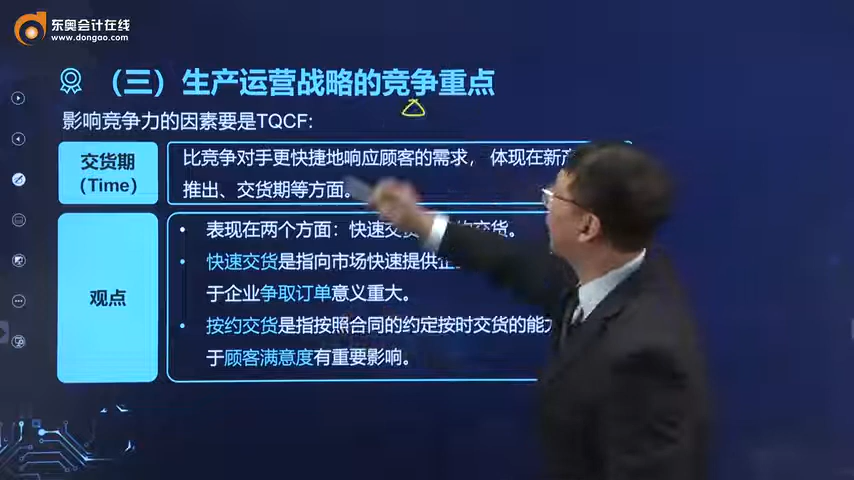 东奥会计在线
www.dongao.com
（三）生产运营战略的竞争重点
影响竞争力的因素要是TQCF:
交货期
（Time）
比竞争对手更快捷地响应顾客的需求，体现在新产
推出、交货期等方面。
观点
• 表现在两个方面：快速交货 约交货。
• 快速交货是指向市场快速提供企
于企业争取订单意义重大。
• 按约交货是指按照合同的约定按时交货的能
于顾客满意度有重要影响。